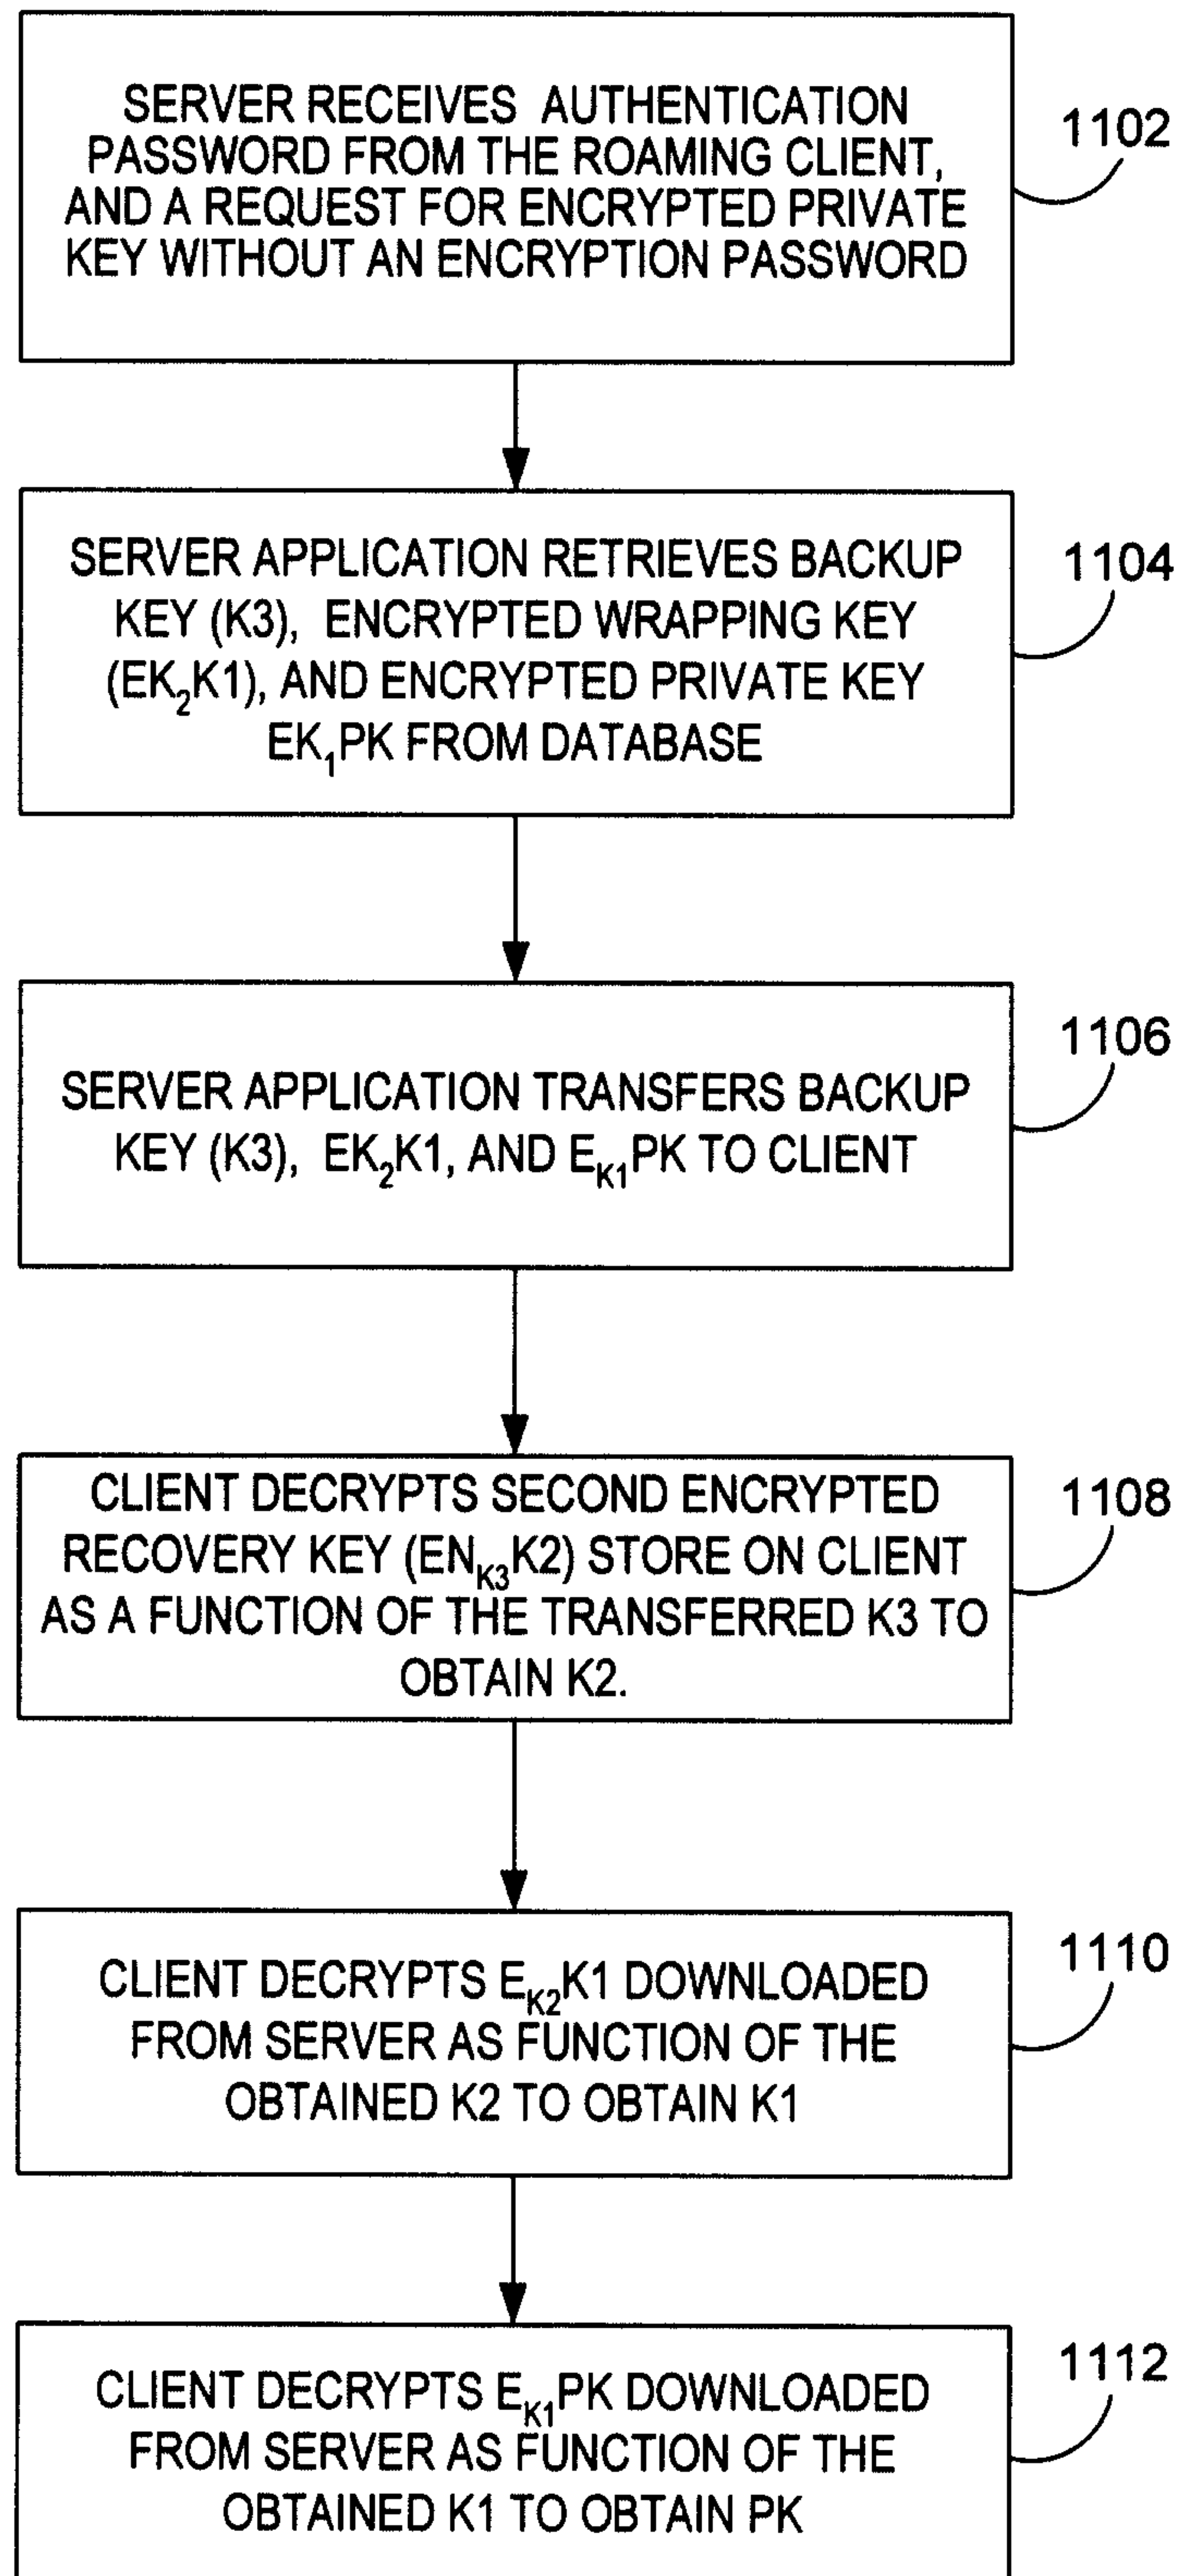 SERVER RECEIVES AUTHENTICATION
PASSWORD FROM THE ROAMING CLIENT,
AND A REQUEST FOR ENCRYPTED PRIVATE
KEY WITHOUT AN ENCRYPTION PASSWORD
1102
SERVER APPLICATION RETRIEVES BACKUP
KEY (K3), ENCRYPTED WRAPPING KEY
(EK₂K1), AND ENCRYPTED PRIVATE KEY
EK₁PK FROM DATABASE
1104
SERVER APPLICATION TRANSFERS BACKUP
KEY (K3), EK₂K1, AND E_K1PK TO CLIENT
1106
CLIENT DECRYPTS SECOND ENCRYPTED
RECOVERY KEY (EN_K3K2) STORE ON CLIENT
AS A FUNCTION OF THE TRANSFERRED K3 TO
OBTAIN K2.
1108
CLIENT DECRYPTS E_K2K1 DOWNLOADED
FROM SERVER AS FUNCTION OF THE
OBTAINED K2 TO OBTAIN K1
1110
CLIENT DECRYPTS E_K1PK DOWNLOADED
FROM SERVER AS FUNCTION OF THE
OBTAINED K1 TO OBTAIN PK
1112